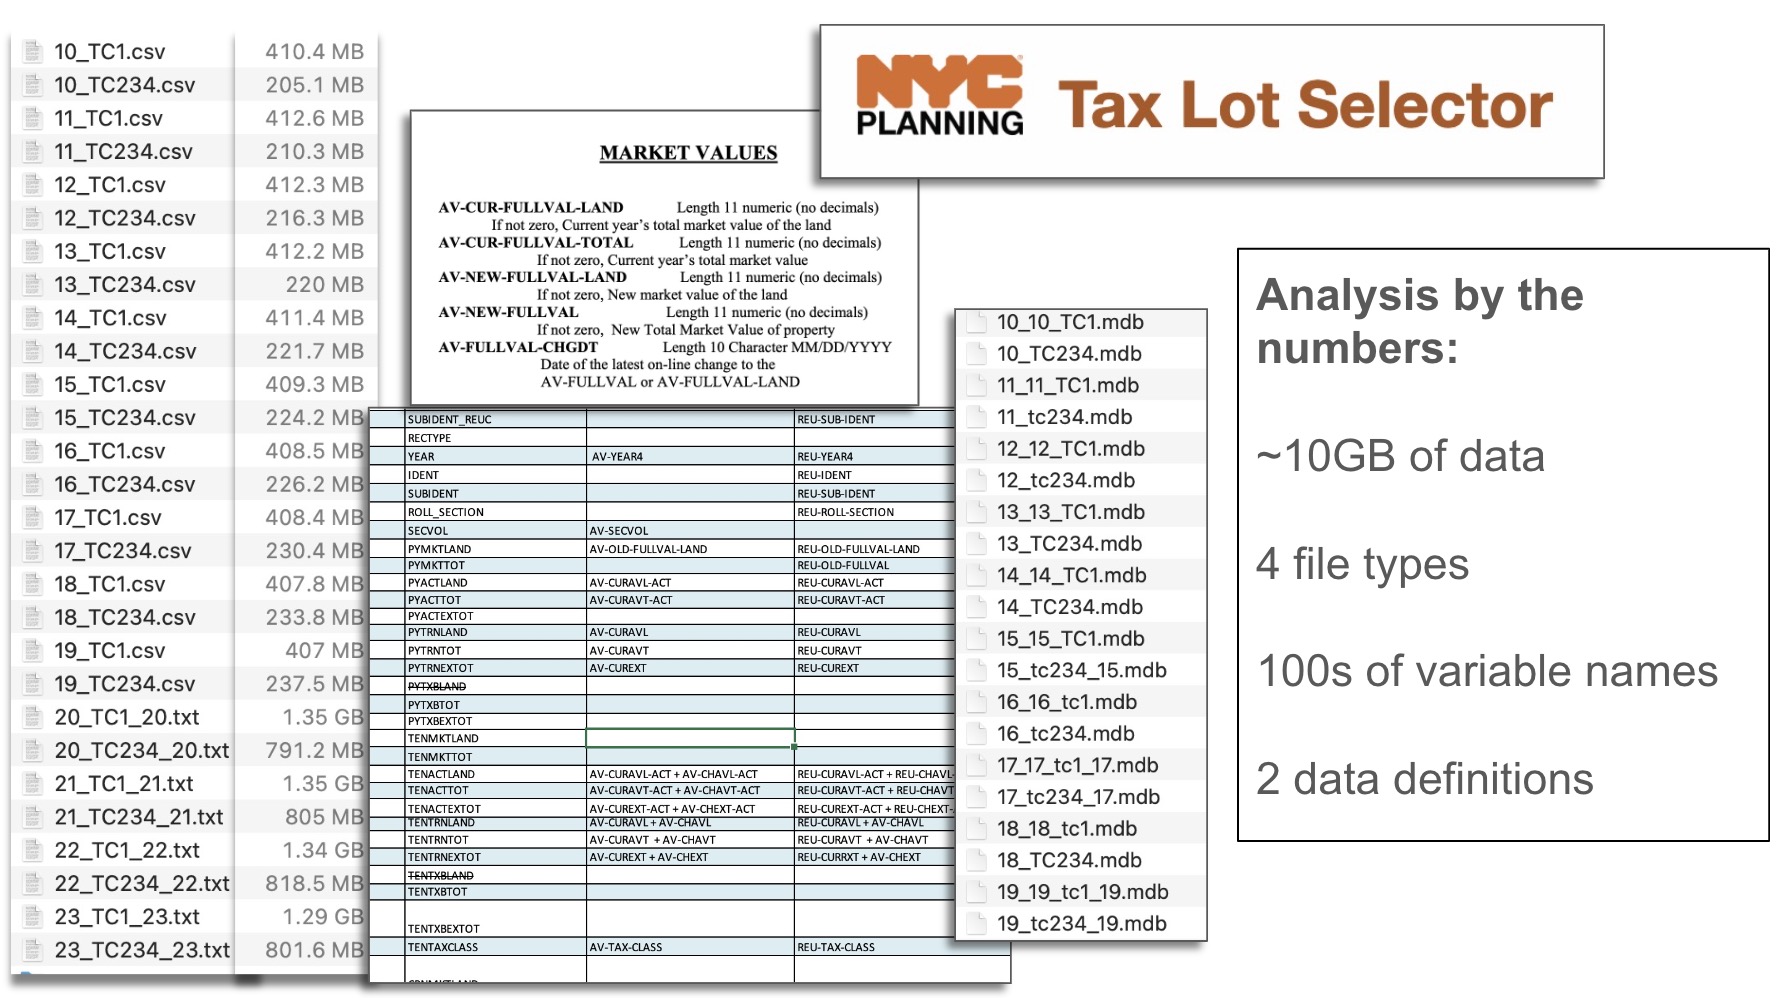 10_TC1.csv 410.4 MB
10_TC234.csv 205.1 MB
11_TC1.csv 412.6 MB
11_TC234.csv 210.3 MB
12_TC1.csv 412.3 MB
12_TC234.csv 216.3 MB
13_TC1.csv 412.2 MB
13_TC234.csv 220 MB
14_TC1.csv 411.4 MB
14_TC234.csv 221.7 MB
15_TC1.csv 409.3 MB
15_TC234.csv 224.2 MB
16_TC1.csv 408.5 MB
16_TC234.csv 226.2 MB
17_TC1.csv 408.4 MB
17_TC234.csv 230.4 MB
18_TC1.csv 407.8 MB
18_TC234.csv 233.8 MB
19_TC1.csv 407 MB
19_TC234.csv 237.5 MB
20_TC1_20.txt 1.35 GB
20_TC234_20.txt 791.2 MB
21_TC1_21.txt 1.35 GB
21_TC234_21.txt 805 MB
22_TC1_22.txt 1.34 GB
22_TC234_22.txt 818.5 MB
23_TC1_23.txt 1.29 GB
23_TC234_23.txt 801.6 MB
MARKET VALUES
AV-CUR-FULLVAL-LAND Length 11 numeric (no decimals)
If not zero, Current year's total market value of the land
AV-CUR-FULLVAL-TOTAL Length 11 numeric (no decimals)
If not zero, Current year's total market value
AV-NEW-FULLVAL-LAND Length 11 numeric (no decimals)
If not zero, New market value of the land
AV-NEW-FULLVAL Length 11 numeric (no decimals)
If not zero, New Total Market Value of property
AV-FULLVAL-CHGDT Length 10 Character MM/DD/YYYY
Date of the latest on-line change to the
AV-FULLVAL or AV-FULLVAL-LAND
NYC
PLANNING
Tax Lot Selector
SUBIDENT_REUC REU-SUB-IDENT
RECTYPE
YEAR AV-YEAR4 REU-YEAR4
IDENT REU-IDENT
SUBIDENT REU-SUB-IDENT
ROLL_SECTION REU-ROLL-SECTION
SECVOL AV-SECVOL
PYMKTLAND AV-OLD-FULLVAL-LAND REU-OLD-FULLVAL-LAND
PYMKTTOT REU-OLD-FULLVAL
PYACTLAND AV-CURAVL-ACT REU-CURAVL-ACT
PYACTTOT AV-CURAVT-ACT REU-CURAVT-ACT
PYACTEXTOT
PYTRNLAND AV-CURAVL REU-CURAVL
PYTRNTOT AV-CURAVT REU-CURAVT
PYTRNEXTOT AV-CUREXT REU-CUREXT
PYTXBLAND
PYTXBTOT
PYTXBEXTOT
TENMKTLAND
TENMKTTOT
TENACTLAND AV-CURAVL-ACT + AV-CHAVL-ACT REU-CURAVL-ACT + REU-CHAVL-
TENACTTOT AV-CURAVT-ACT + AV-CHAVT-ACT REU-CURAVT-ACT + REU-CHAVT
TENACTEXTOT AV-CUREXT-ACT + AV-CHEXT-ACT REU-CUREXT-ACT + REU-CHEXT-
TENTRNLAND AV-CURAVL + AV-CHAVL REU-CURAVL + AV-CHAVL
TENTRNTOT AV-CURAVT + AV-CHAVT REU-CURAVT + AV-CHAVT
TENTRNEXTOT AV-CUREXT + AV-CHEXT REU-CURRXT + AV-CHEXT
TENTXBLAND
TENTXBTOT
TENTXBEXTOT
TENTAXCLASS AV-TAX-CLASS REU-TAX-CLASS
10_10_TC1.mdb
10_TC234.mdb
11_11_TC1.mdb
11_tc234.mdb
12_12_TC1.mdb
12_tc234.mdb
13_13_TC1.mdb
13_TC234.mdb
14_14_TC1.mdb
14_TC234.mdb
15_15_TC1.mdb
15_tc234_15.mdb
16_16_tc1.mdb
16_tc234.mdb
17_17_tc1_17.mdb
17_tc234_17.mdb
18_18_tc1.mdb
18_TC234.mdb
19_19_tc1_19.mdb
19_tc234_19.mdb
Analysis by the
numbers:
~10GB of data
4 file types
100s of variable names
2 data definitions